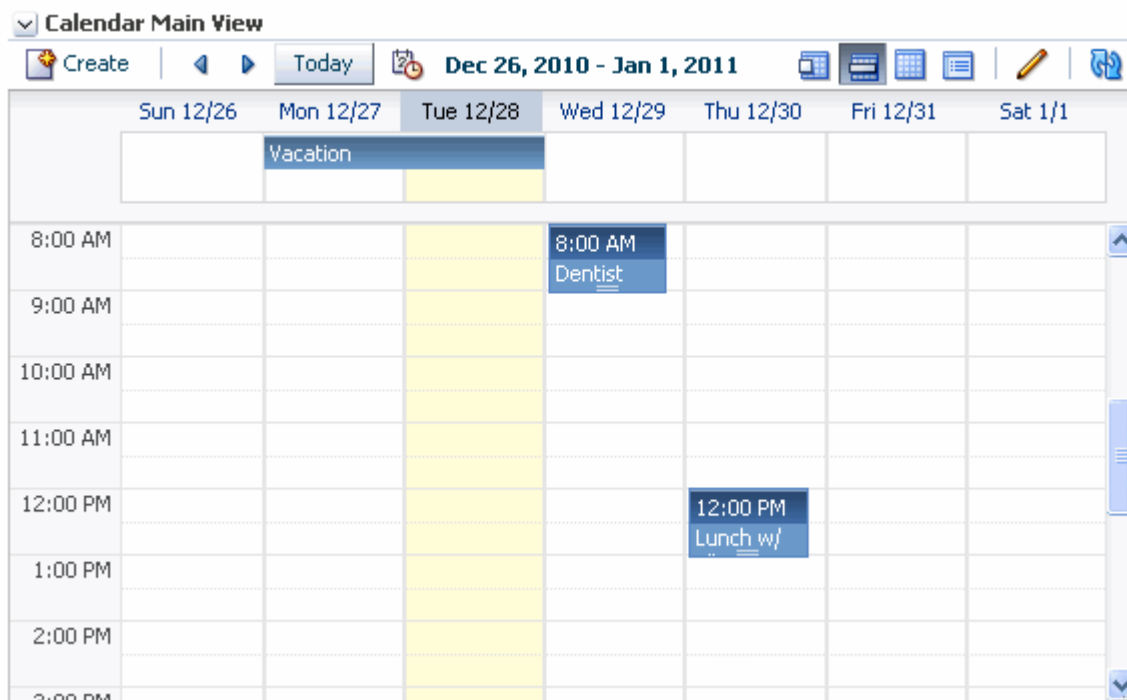 Calendar Main View
Create Today Dec 26, 2010 - Jan 1, 2011
Sun 12/26 Mon 12/27 Tue 12/28 Wed 12/29 Thu 12/30 Fri 12/31 Sat 1/1
Vacation
8:00 AM 8:00 AM
Dentist
9:00 AM
10:00 AM
11:00 AM
12:00 PM 12:00 PM
Lunch w/
1:00 PM
2:00 PM